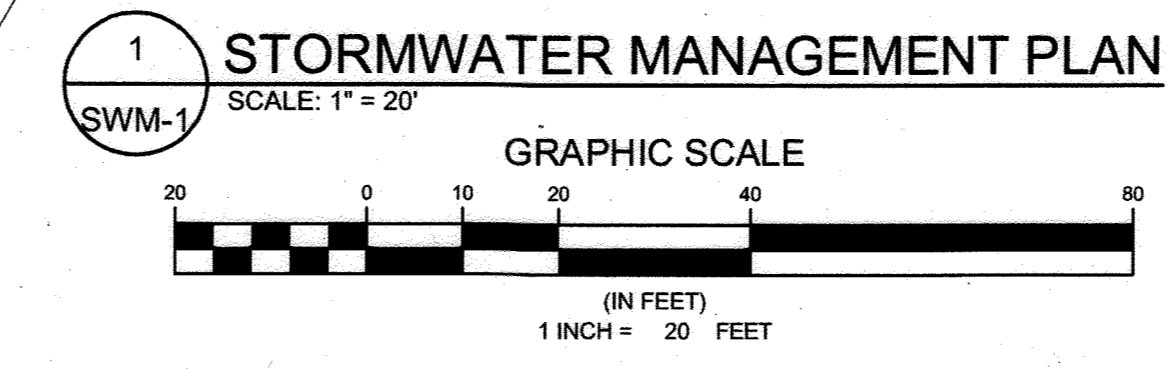 1
SWM-1
STORMWATER MANAGEMENT PLAN
SCALE: 1" = 20'
GRAPHIC SCALE
20 0 10 20 40 80
(IN FEET)
1 INCH = 20 FEET